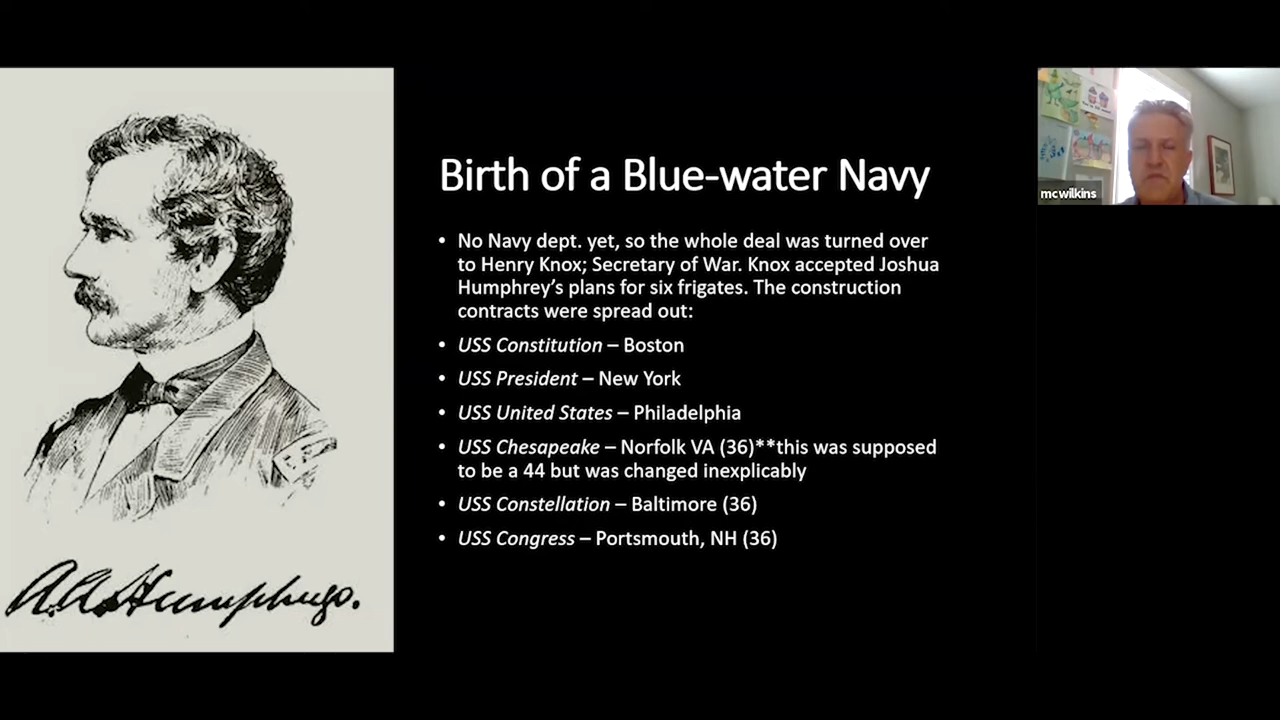 Birth of a Blue-water Navy
• No Navy dept. yet, so the whole deal was turned over
to Henry Knox; Secretary of War. Knox accepted Joshua
Humphrey’s plans for six frigates. The construction
contracts were spread out:
• USS Constitution – Boston
• USS President – New York
• USS United States – Philadelphia
• USS Chesapeake – Norfolk VA (36)**this was supposed
to be a 44 but was changed inexplicably
• USS Constellation – Baltimore (36)
• USS Congress – Portsmouth, NH (36)
mcwilkins